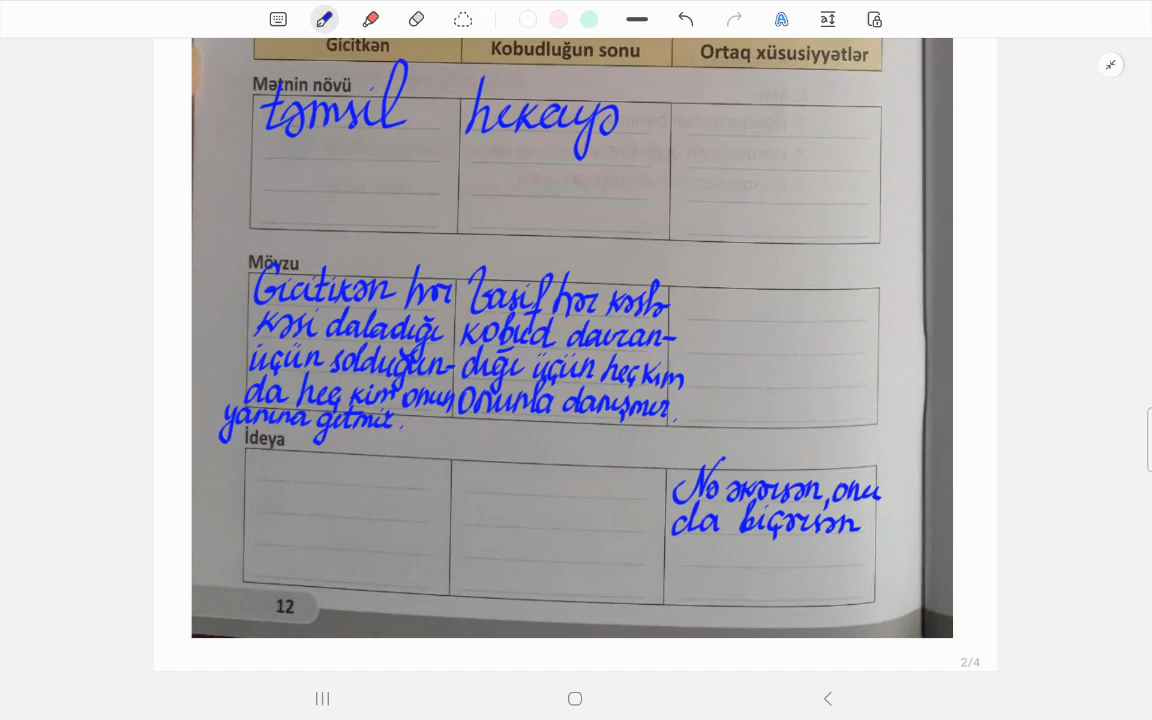 Gicitkən Kobudluğun sonu Ortaq xüsusiyyətlər
Mətnin növü
təmsil hekayə
Mövzu
Gicitkən hər
kəsi daladığı
üçün solduğun-
da heç kim onun
yanına getmir.
Vasif hər kəslə
kobud davran-
dığı üçün heç kim
onunla danışmır.
İdeya
Nə əkərsən, onu
da biçərsən
12
2/4